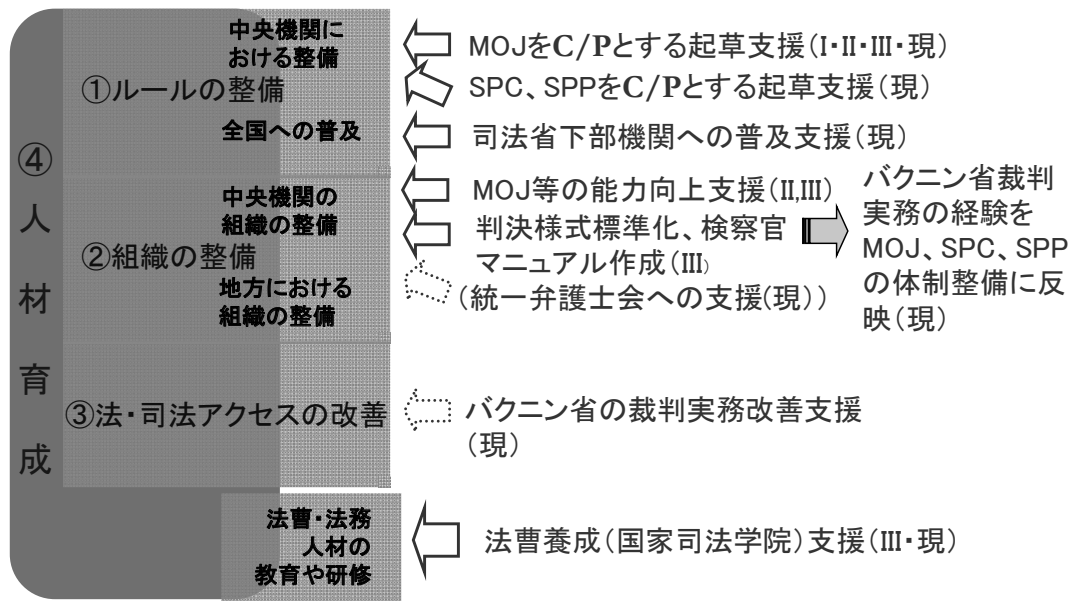 中央機関に
おける整備
①ルールの整備
全国への普及
MOJをC/Pとする起草支援(Ⅰ・Ⅱ・Ⅲ・現)
SPC、SPPをC/Pとする起草支援(現)
司法省下部機関への普及支援(現)
④
人
材
育
成
中央機関の
組織の整備
②組織の整備
地方における
組織の整備
MOJ等の能力向上支援(II,III)
判決様式標準化、検察官
マニュアル作成(Ⅲ)
(統一弁護士会への支援(現))
バクニン省裁判
実務の経験を
MOJ、SPC、SPP
の体制整備に反
映(現)
③法・司法アクセスの改善
バクニン省の裁判実務改善支援
(現)
法曹・法務
人材の
教育や研修
法曹養成(国家司法学院)支援(Ⅲ・現)